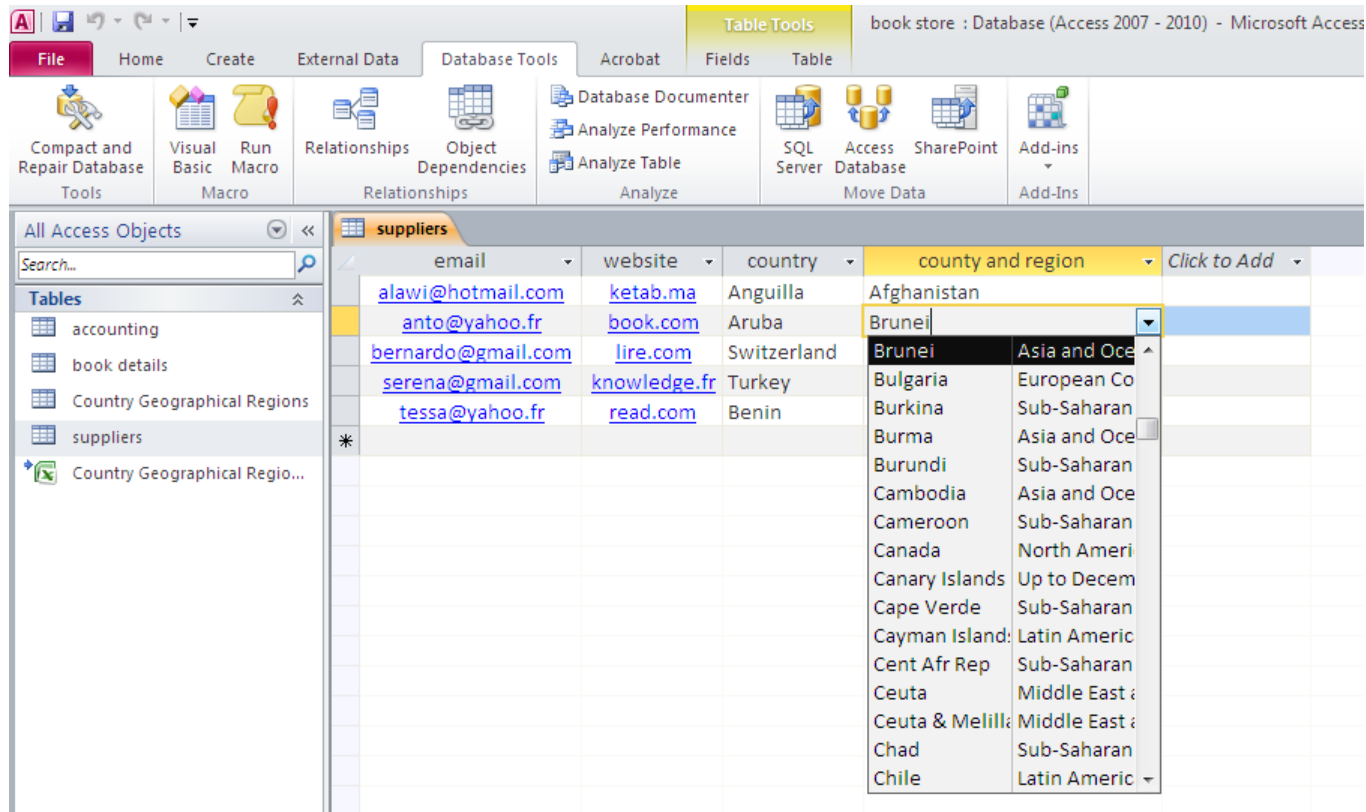 A
Table Tools
book store : Database (Access 2007 - 2010) - Microsoft Access
File Home Create External Data Database Tools Acrobat Fields Table
Compact and
Repair Database
Tools
Visual
Basic
Run
Macro
Macro
Relationships
Object
Dependencies
Relationships
Database Documenter
Analyze Performance
Analyze Table
Analyze
SQL
Server
Access
Database
SharePoint
Move Data
Add-ins
Add-Ins
All Access Objects
Search...
Tables
accounting
book details
Country Geographical Regions
suppliers
Country Geographical Regio...
suppliers
email website country county and region Click to Add
alawi@hotmail.com ketab.ma Anguilla Afghanistan
anto@yahoo.fr book.com Aruba Brunei
bernardo@gmail.com lire.com Switzerland
serena@gmail.com knowledge.fr Turkey
tessa@yahoo.fr read.com Benin
Brunei Asia and Oce
Bulgaria European Co
Burkina Sub-Saharan
Burma Asia and Oce
Burundi Sub-Saharan
Cambodia Asia and Oce
Cameroon Sub-Saharan
Canada North Ameri
Canary Islands Up to Decem
Cape Verde Sub-Saharan
Cayman Island Latin Americ
Cent Afr Rep Sub-Saharan
Ceuta Middle East a
Ceuta & Melilla Middle East a
Chad Sub-Saharan
Chile Latin Americ